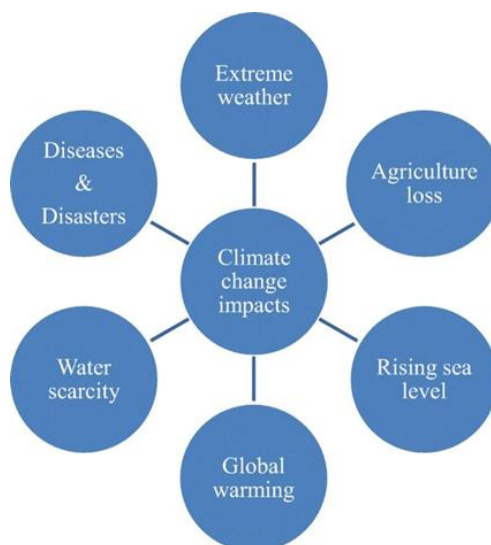 Extreme
weather
Diseases
&
Disasters
Agriculture
loss
Climate
change
impacts
Water
scarcity
Rising sea
level
Global
warming